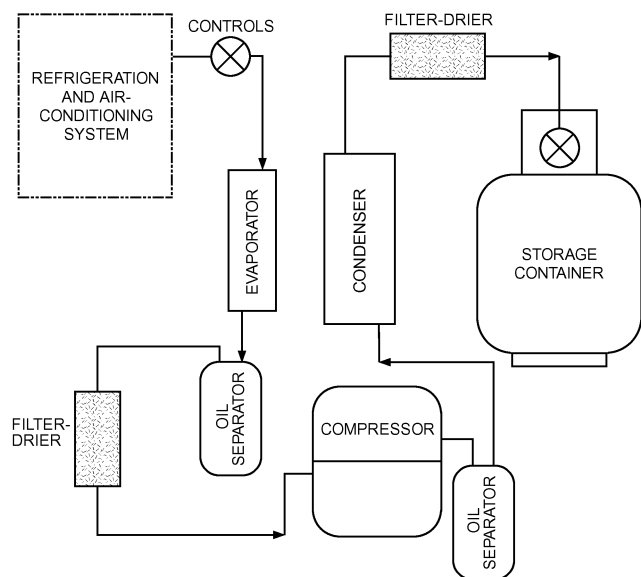 CONTROLS
REFRIGERATION
AND AIR-
CONDITIONING
SYSTEM
FILTER-DRIER
EVAPORATOR
CONDENSER
STORAGE
CONTAINER
FILTER-
DRIER
OIL
SEPARATOR
COMPRESSOR
OIL
SEPARATOR